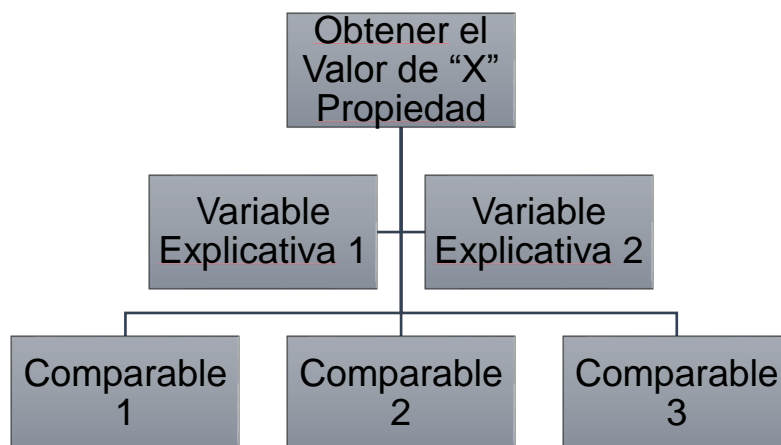 Obtener el
Valor de “X”
Propiedad
Variable
Explicativa 1
Variable
Explicativa 2
Comparable
1
Comparable
2
Comparable
3